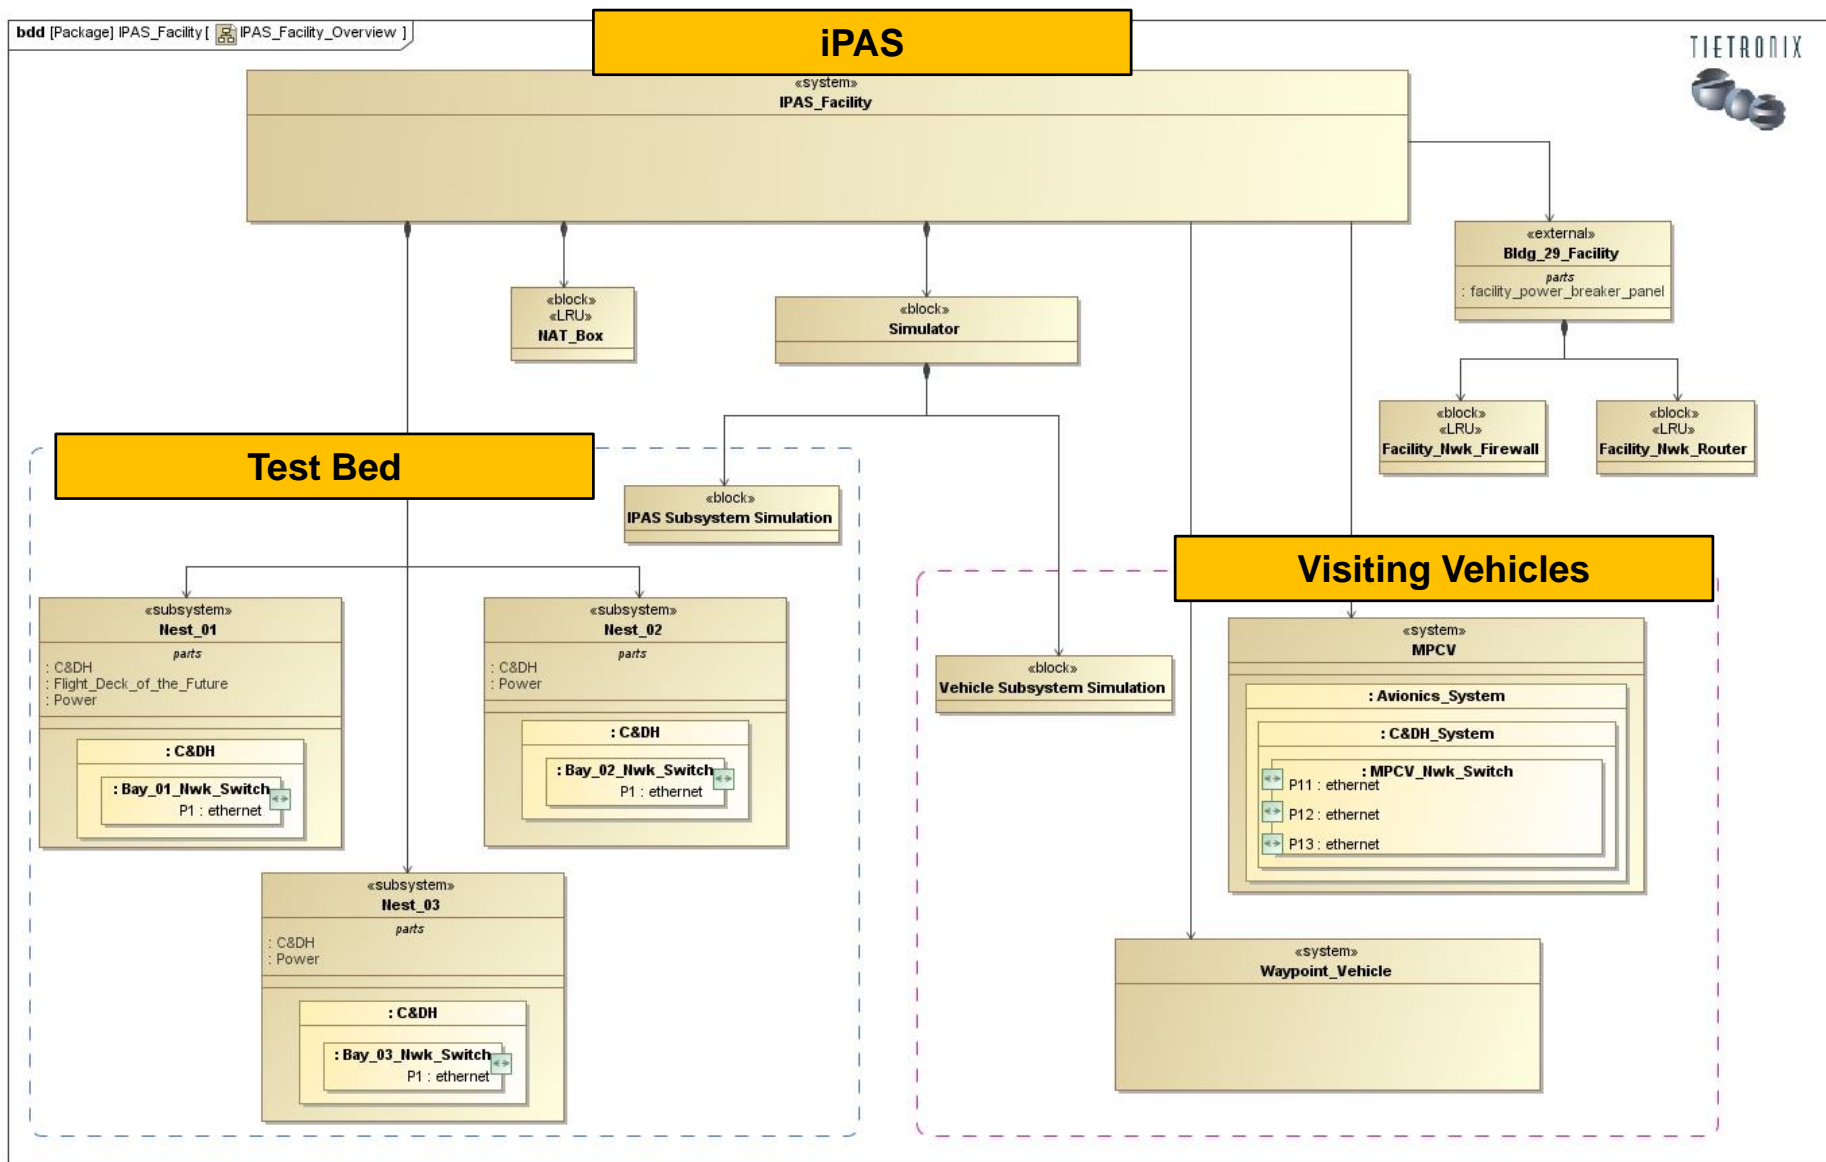 bdd [Package] IPAS_Facility [ IPAS_Facility_Overview ]
iPAS
TIETRONIX
«system»
IPAS_Facility
«external»
Bldg_29_Facility
parts
: facility_power_breaker_panel
«block»
«LRU»
NAT_Box
«block»
Simulator
«block»
«LRU»
Facility_Nwk_Firewall
«block»
«LRU»
Facility_Nwk_Router
Test Bed
«block»
IPAS Subsystem Simulation
Visiting Vehicles
«subsystem»
Nest_01
parts
: C&DH
: Flight_Deck_of_the_Future
: Power
: C&DH
: Bay_01_Nwk_Switch
P1 : ethernet
«subsystem»
Nest_02
parts
: C&DH
: Power
: C&DH
: Bay_02_Nwk_Switch
P1 : ethernet
«block»
Vehicle Subsystem Simulation
«system»
MPCV
: Avionics_System
: C&DH_System
: MPCV_Nwk_Switch
P11 : ethernet
P12 : ethernet
P13 : ethernet
«subsystem»
Nest_03
parts
: C&DH
: Power
: C&DH
: Bay_03_Nwk_Switch
P1 : ethernet
«system»
Waypoint_Vehicle